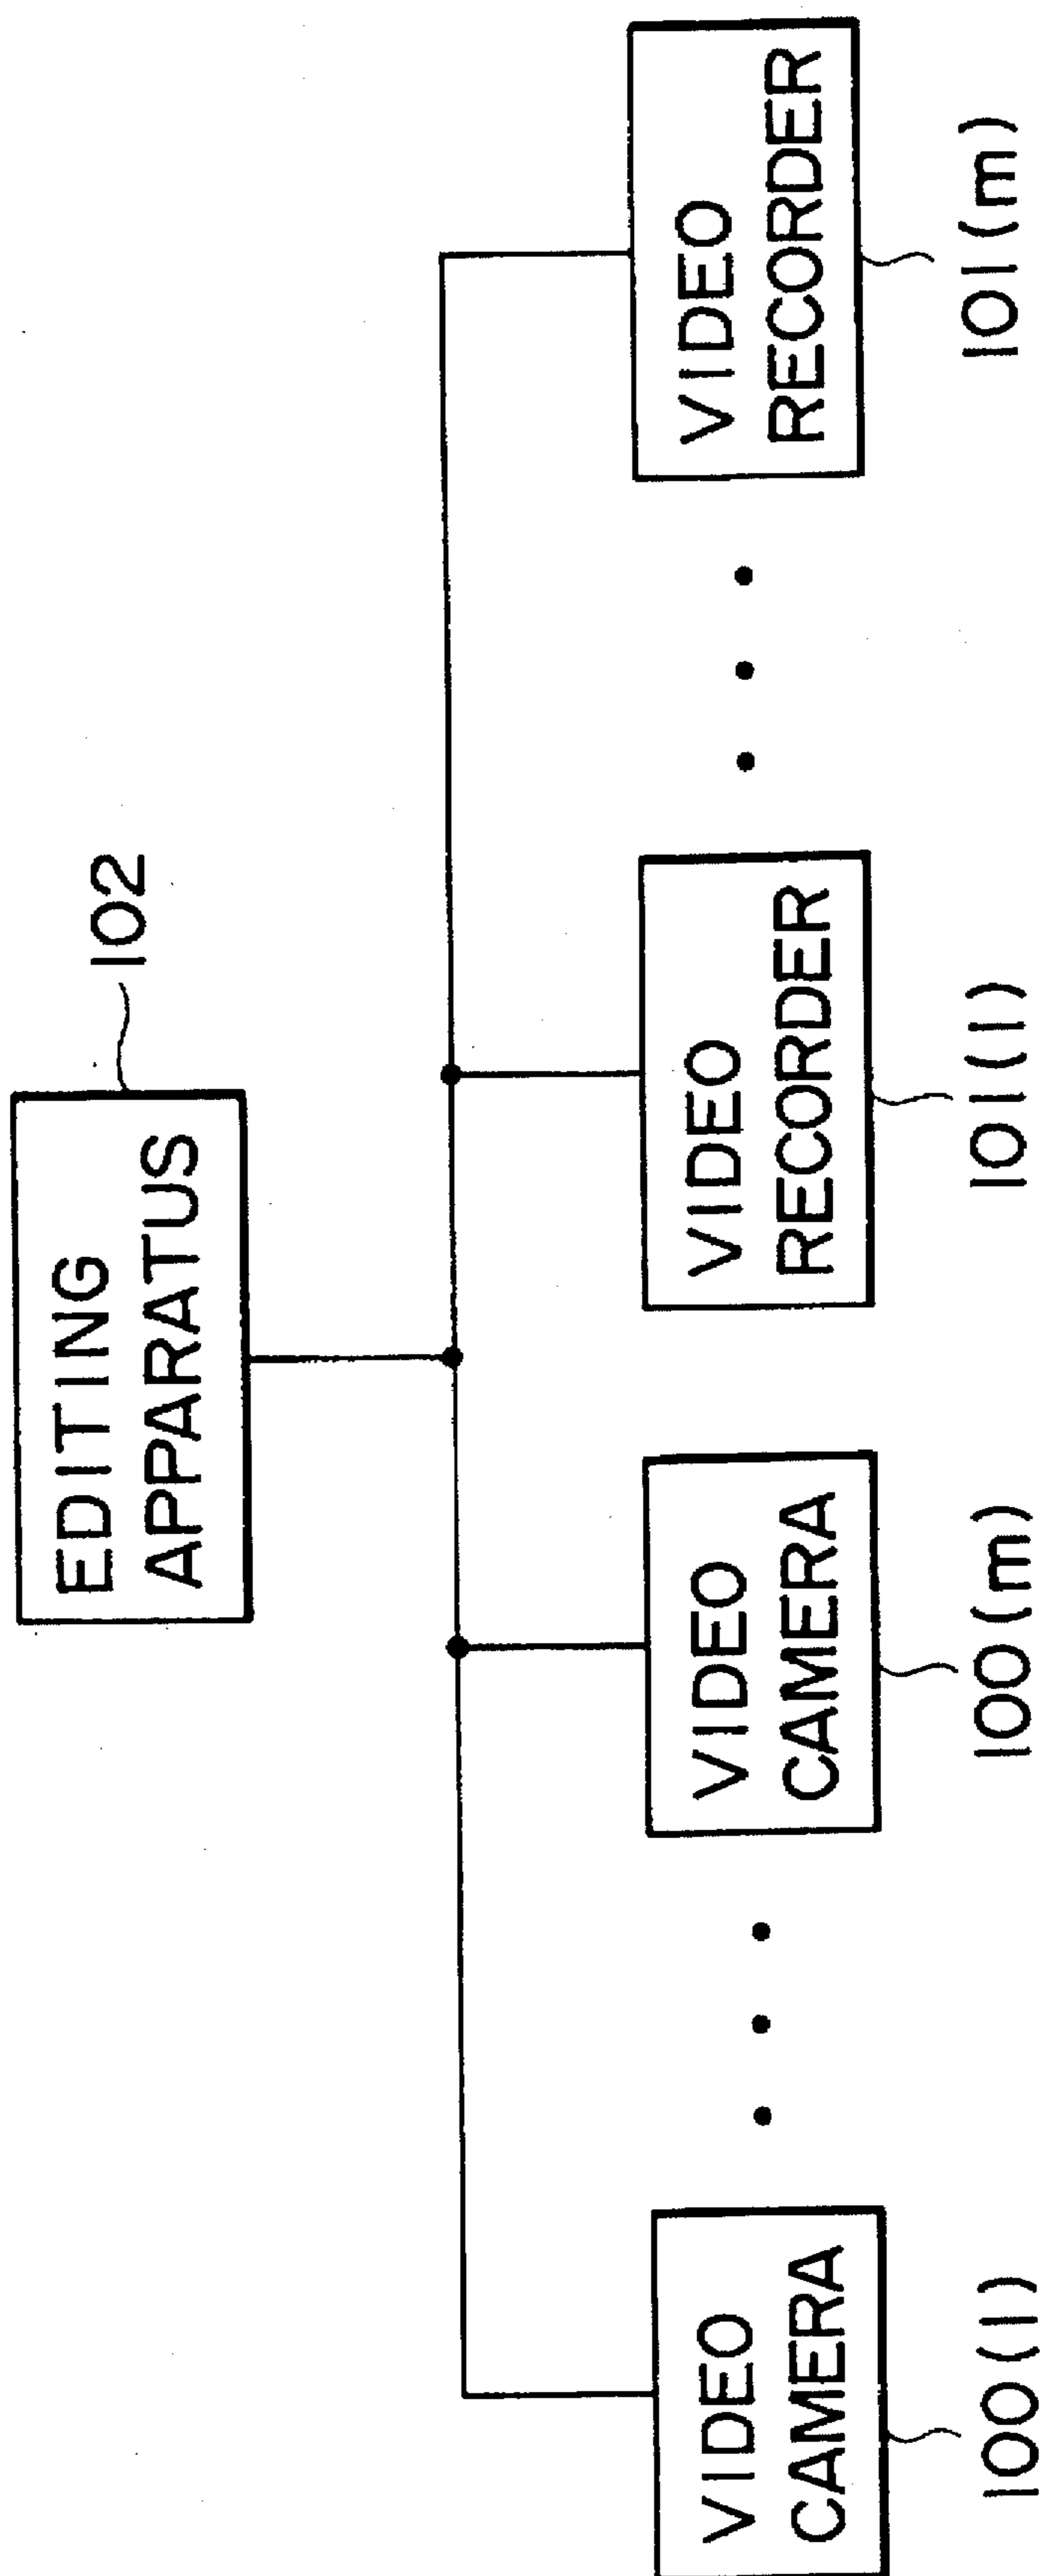 EDITING
APPARATUS
102
VIDEO
CAMERA
100(1)
VIDEO
CAMERA
100(m)
VIDEO
RECORDER
101(1)
VIDEO
RECORDER
101(m)